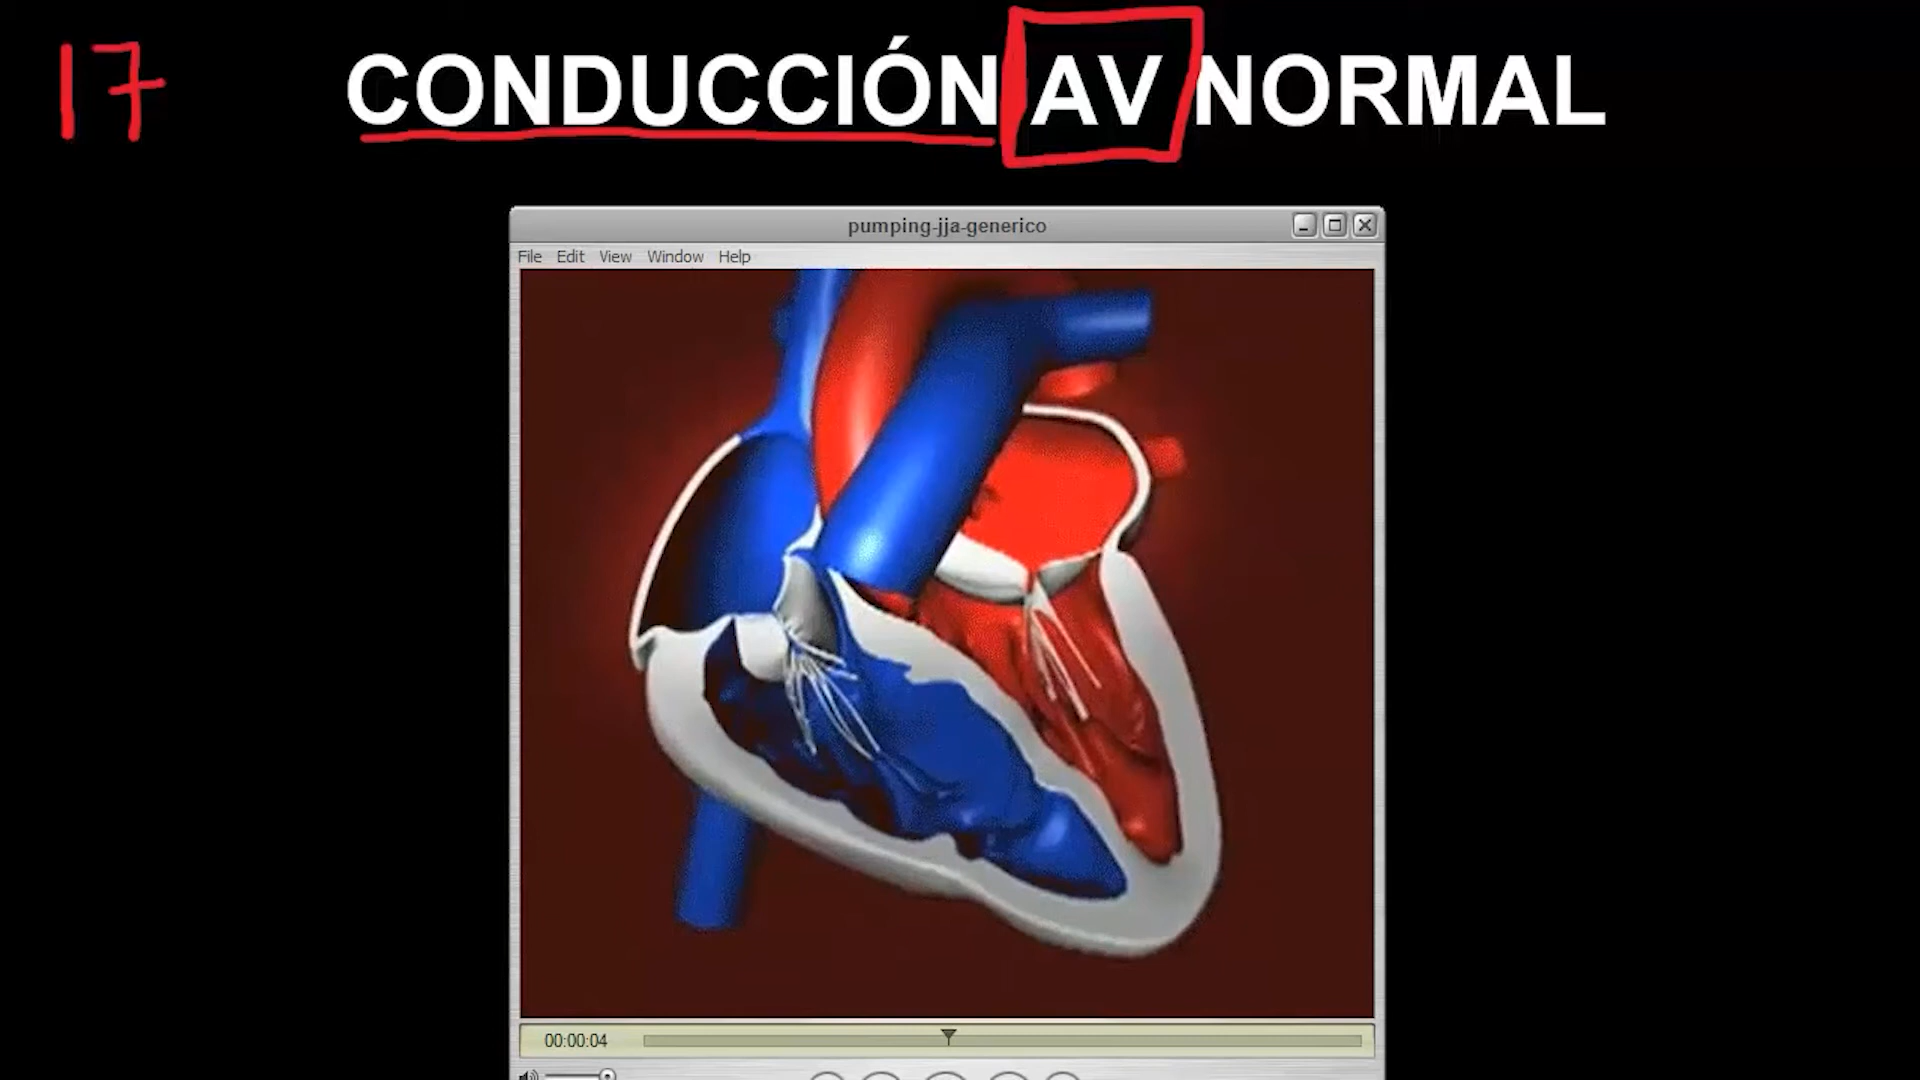 17
CONDUCCIÓN AV NORMAL
pumping-jja-generico
File Edit View Window Help
00:00:04